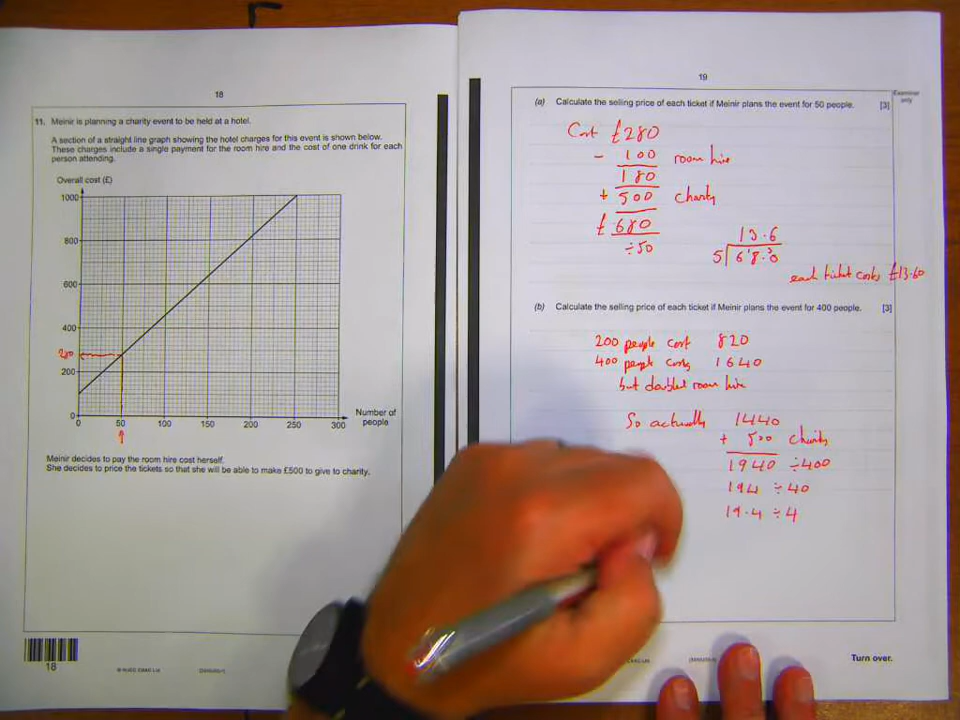 18
11. Meinir is planning a charity event to be held at a hotel.
A section of a straight line graph showing the hotel charges for this event is shown below.
These charges include a single payment for the room hire and the cost of one drink for each
person attending.
Overall cost (£)
1000
800
600
400
280
200
0
0 50 100 150 200 250 300
Number of
people
Meinir decides to pay the room hire cost herself.
She decides to price the tickets so that she will be able to make £500 to give to charity.
18
19
Examiner
only
(a) Calculate the selling price of each ticket if Meinir plans the event for 50 people. [3]
Cost £280
- 100 room hire
180
+ 500 charity
£ 680
÷50
13.6
5 6 8.0
each ticket costs £13.60
(b) Calculate the selling price of each ticket if Meinir plans the event for 400 people. [3]
200 people cost 820
400 people costs 1640
but doubled room hire
So actually 1440
+ 500 charity
1940 ÷400
194 ÷40
19.4 ÷4
Turn over.